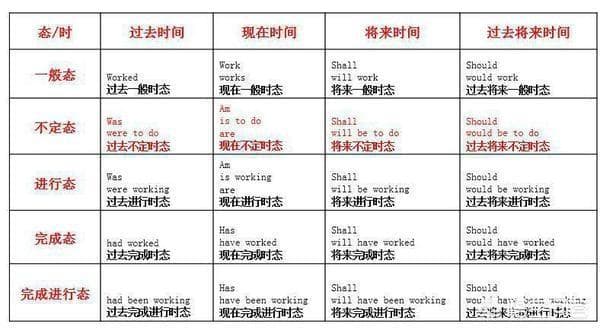 态/时 过去时间 现在时间 将来时间 过去将来时间
一般态
Worked
过去一般时态
Work
works
现在一般时态
Shall
will work
将来一般时态
Should
would work
过去将来一般时态
不定态
Was
were to do
过去不定时态
Am
is to do
are
现在不定时态
Shall
will be to do
将来不定时态
Should
would be to do
过去将来不定时态
进行态
Was
were working
过去进行时态
Am
is working
are
现在进行时态
Shall
will be working
将来进行时态
Should
would be working
过去将来进行时态
完成态
had worked
过去完成时态
Has
have worked
现在完成时态
Shall
will have worked
将来完成时态
Should
would have worked
过去将来完成时态
完成进行态
had been working
过去完成进行时态
Has
have been working
现在完成进行时态
Shall
will have been working
将来完成进行时态
Should
would have been working
过去将来完成进行时态